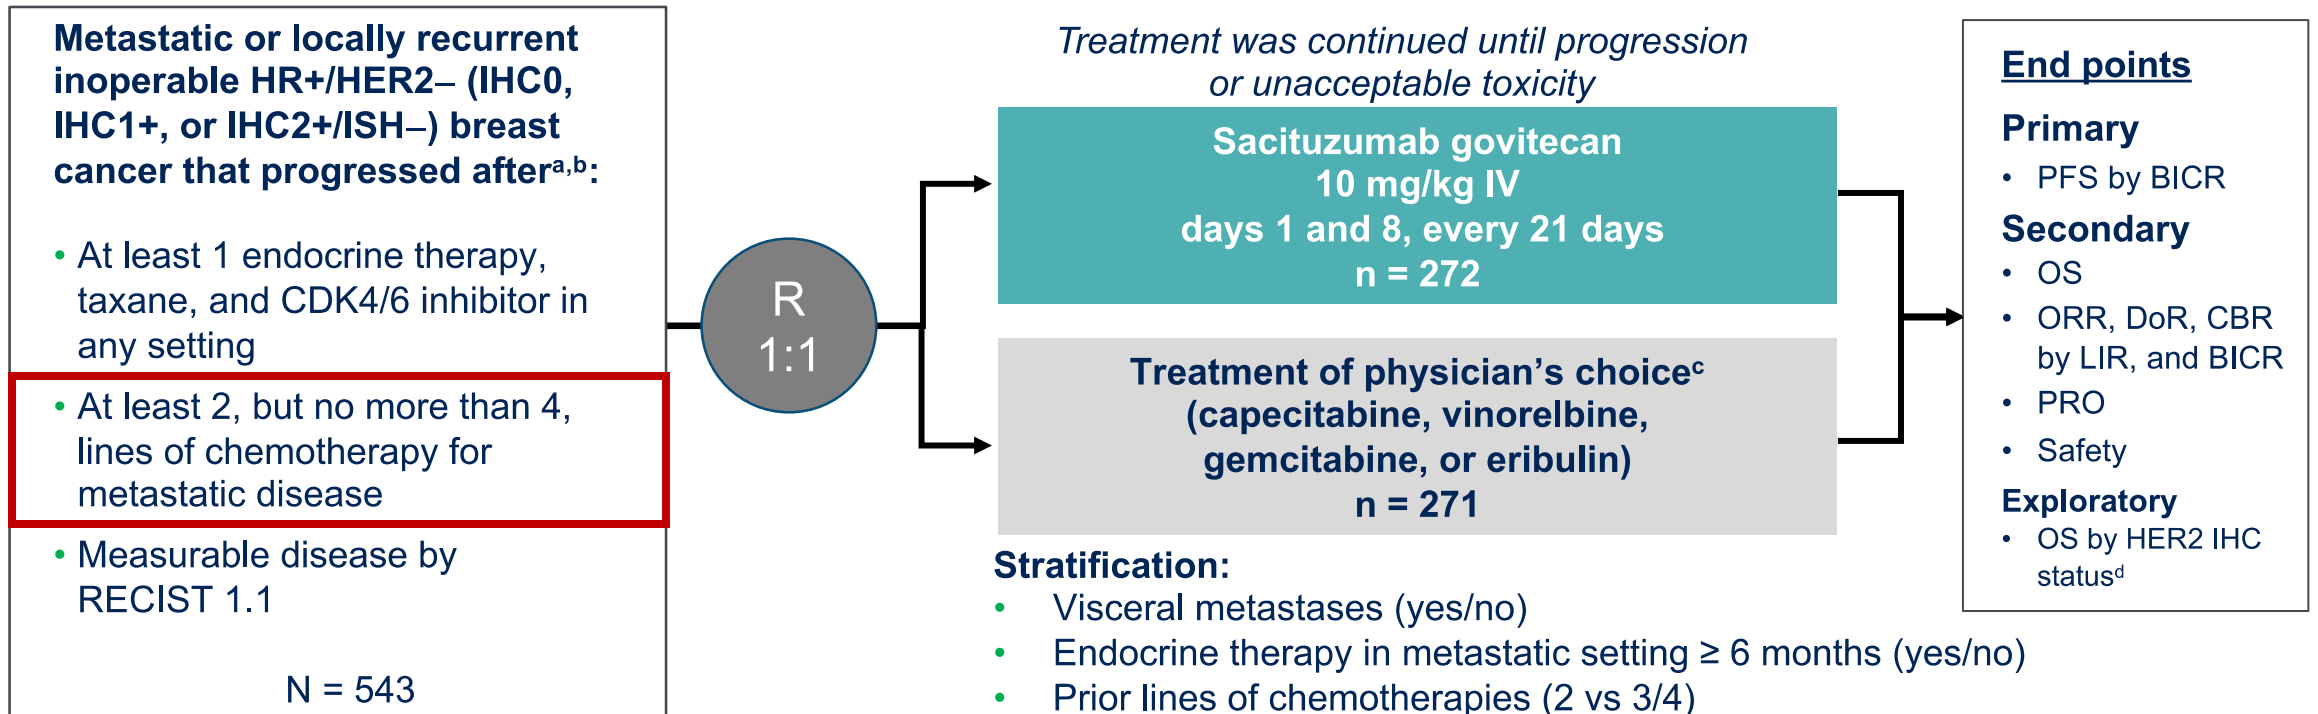 Metastatic or locally recurrent
inoperable HR+/HER2– (IHC0,
IHC1+, or IHC2+/ISH–) breast
cancer that progressed afterᵃ,ᵇ:
• At least 1 endocrine therapy,
taxane, and CDK4/6 inhibitor in
any setting
• At least 2, but no more than 4,
lines of chemotherapy for
metastatic disease
• Measurable disease by
RECIST 1.1
N = 543
R
1:1
Treatment was continued until progression
or unacceptable toxicity
Sacituzumab govitecan
10 mg/kg IV
days 1 and 8, every 21 days
n = 272
Treatment of physician’s choiceᶜ
(capecitabine, vinorelbine,
gemcitabine, or eribulin)
n = 271
Stratification:
• Visceral metastases (yes/no)
• Endocrine therapy in metastatic setting ≥ 6 months (yes/no)
• Prior lines of chemotherapies (2 vs 3/4)
End points
Primary
• PFS by BICR
Secondary
• OS
• ORR, DoR, CBR
by LIR, and BICR
• PRO
• Safety
Exploratory
• OS by HER2 IHC
statusᵈ